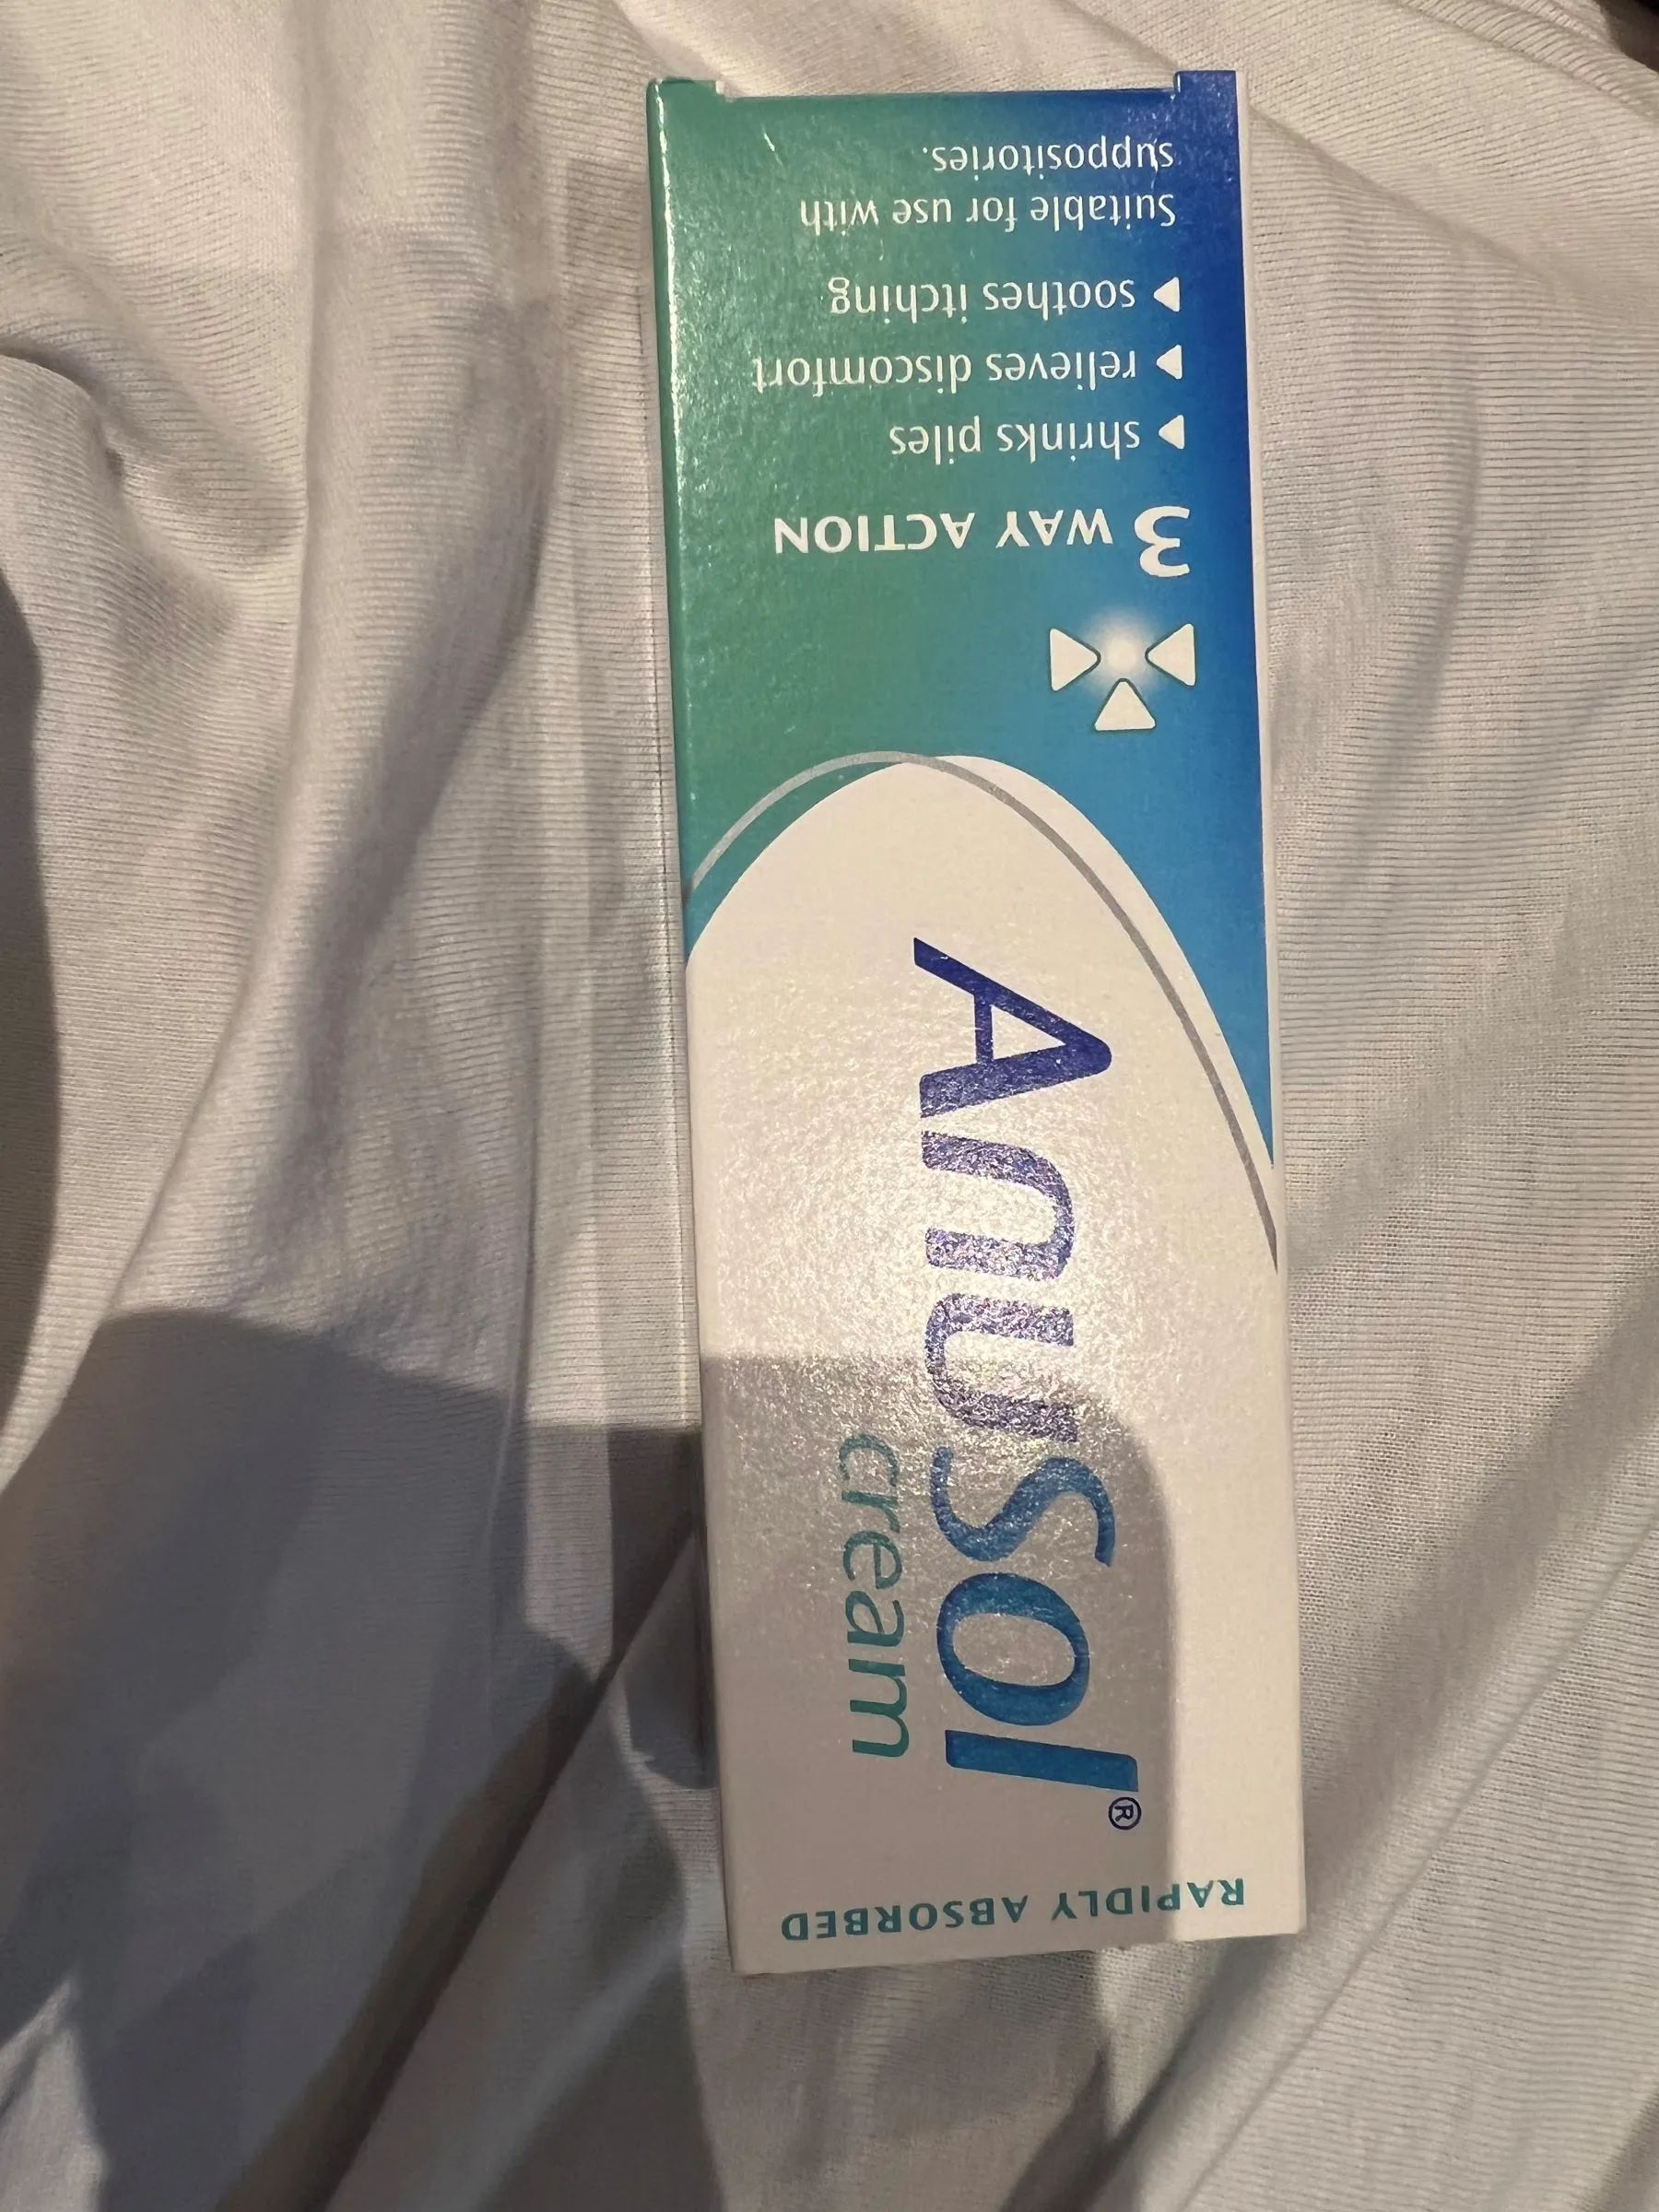 RAPIDLY ABSORBED
Anusol®
cream
3 WAY ACTION
shrinks piles
relieves discomfort
soothes itching
Suitable for use with
suppositories.